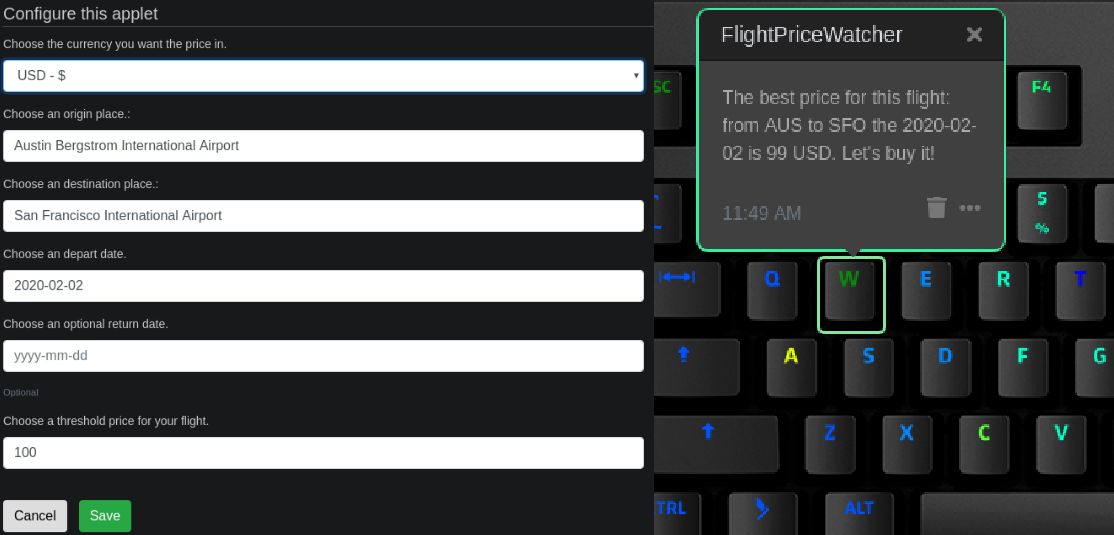 Configure this applet
Choose the currency you want the price in.
USD - $
Choose an origin place.:
Austin Bergstrom International Airport
Choose an destination place.:
San Francisco International Airport
Choose an depart date.
2020-02-02
Choose an optional return date.
yyyy-mm-dd
Optional
Choose a threshold price for your flight.
100
Cancel
Save
FlightPriceWatcher
The best price for this flight:
from AUS to SFO the 2020-02-
02 is 99 USD. Let's buy it!
11:49 AM
SC
F4
5
%
Q
W
E
R
T
A
S
D
F
G
Z
X
C
V
TRL
ALT